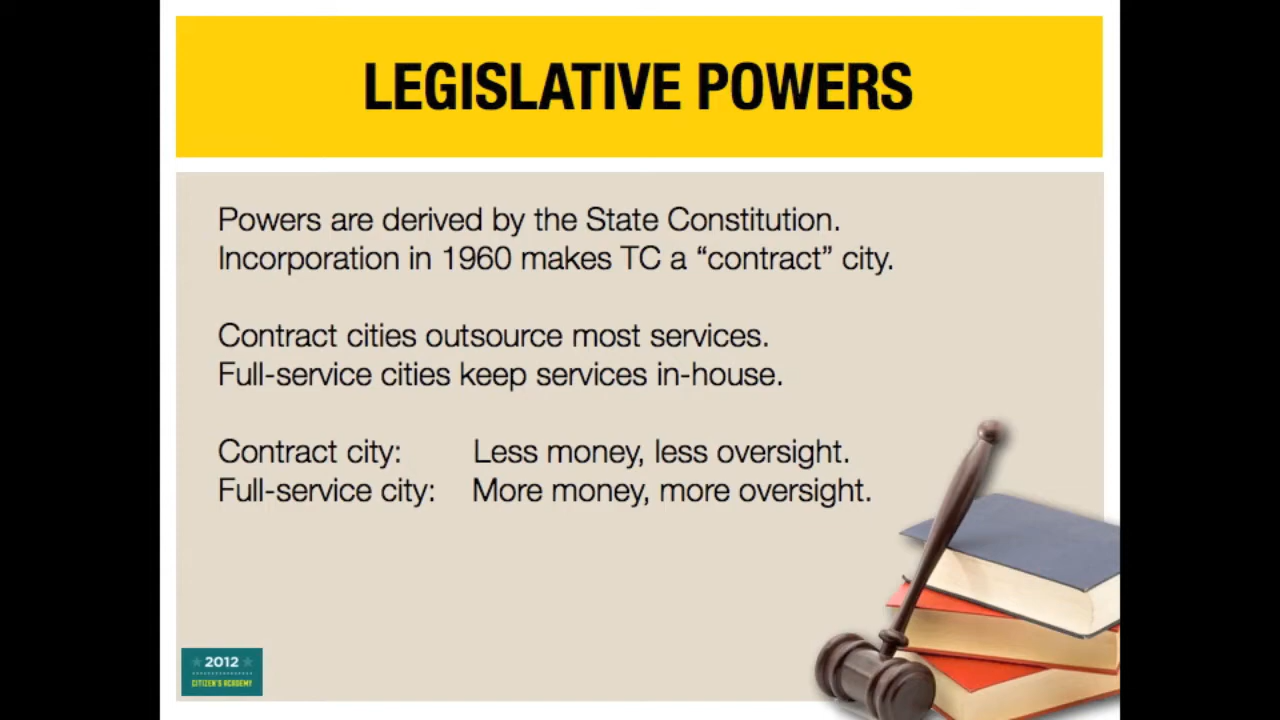 LEGISLATIVE POWERS
Powers are derived by the State Constitution.
Incorporation in 1960 makes TC a “contract” city.
Contract cities outsource most services.
Full-service cities keep services in-house.
Contract city: Less money, less oversight.
Full-service city: More money, more oversight.
2012
CITIZEN'S ACADEMY